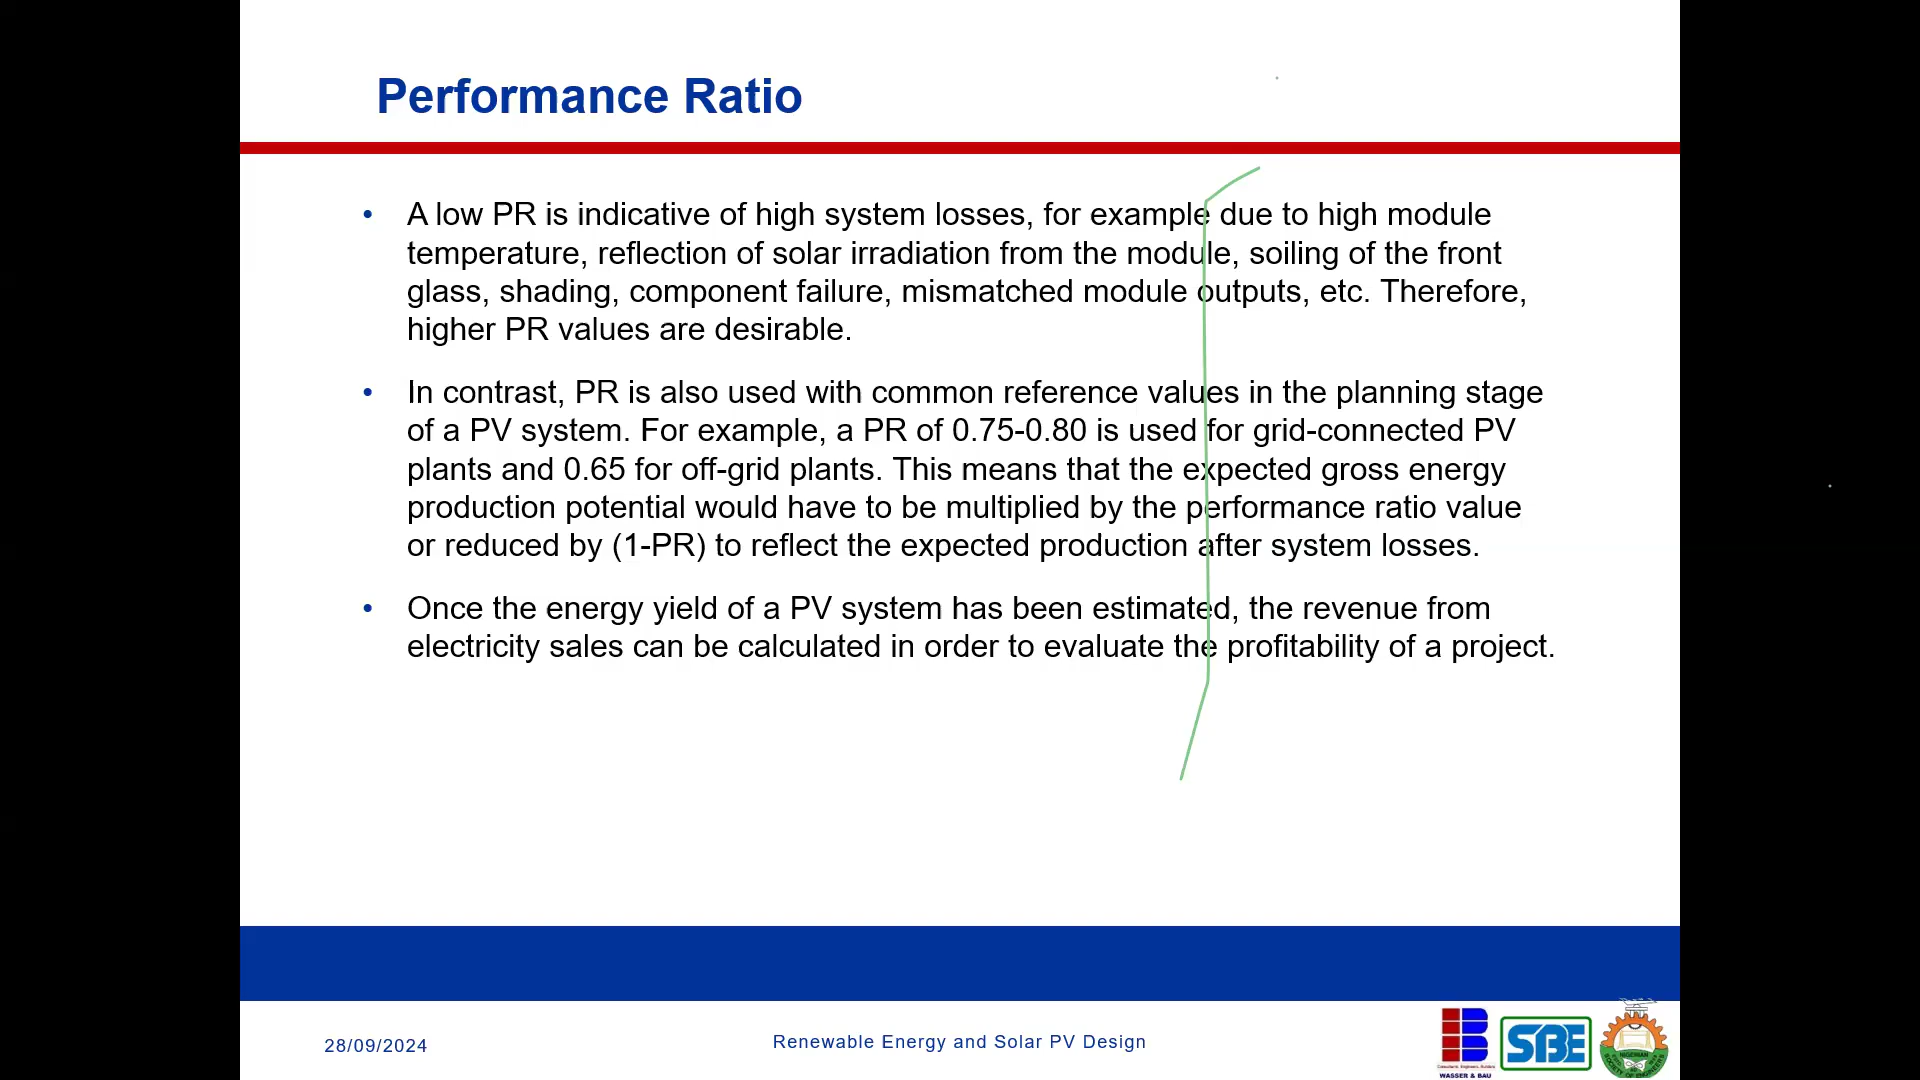 Performance Ratio
• A low PR is indicative of high system losses, for example due to high module
temperature, reflection of solar irradiation from the module, soiling of the front
glass, shading, component failure, mismatched module outputs, etc. Therefore,
higher PR values are desirable.
• In contrast, PR is also used with common reference values in the planning stage
of a PV system. For example, a PR of 0.75-0.80 is used for grid-connected PV
plants and 0.65 for off-grid plants. This means that the expected gross energy
production potential would have to be multiplied by the performance ratio value
or reduced by (1-PR) to reflect the expected production after system losses.
• Once the energy yield of a PV system has been estimated, the revenue from
electricity sales can be calculated in order to evaluate the profitability of a project.
28/09/2024
Renewable Energy and Solar PV Design
WASSER & BAU
SBE
NIGERIAN
SOCIETY OF ENGINEERS